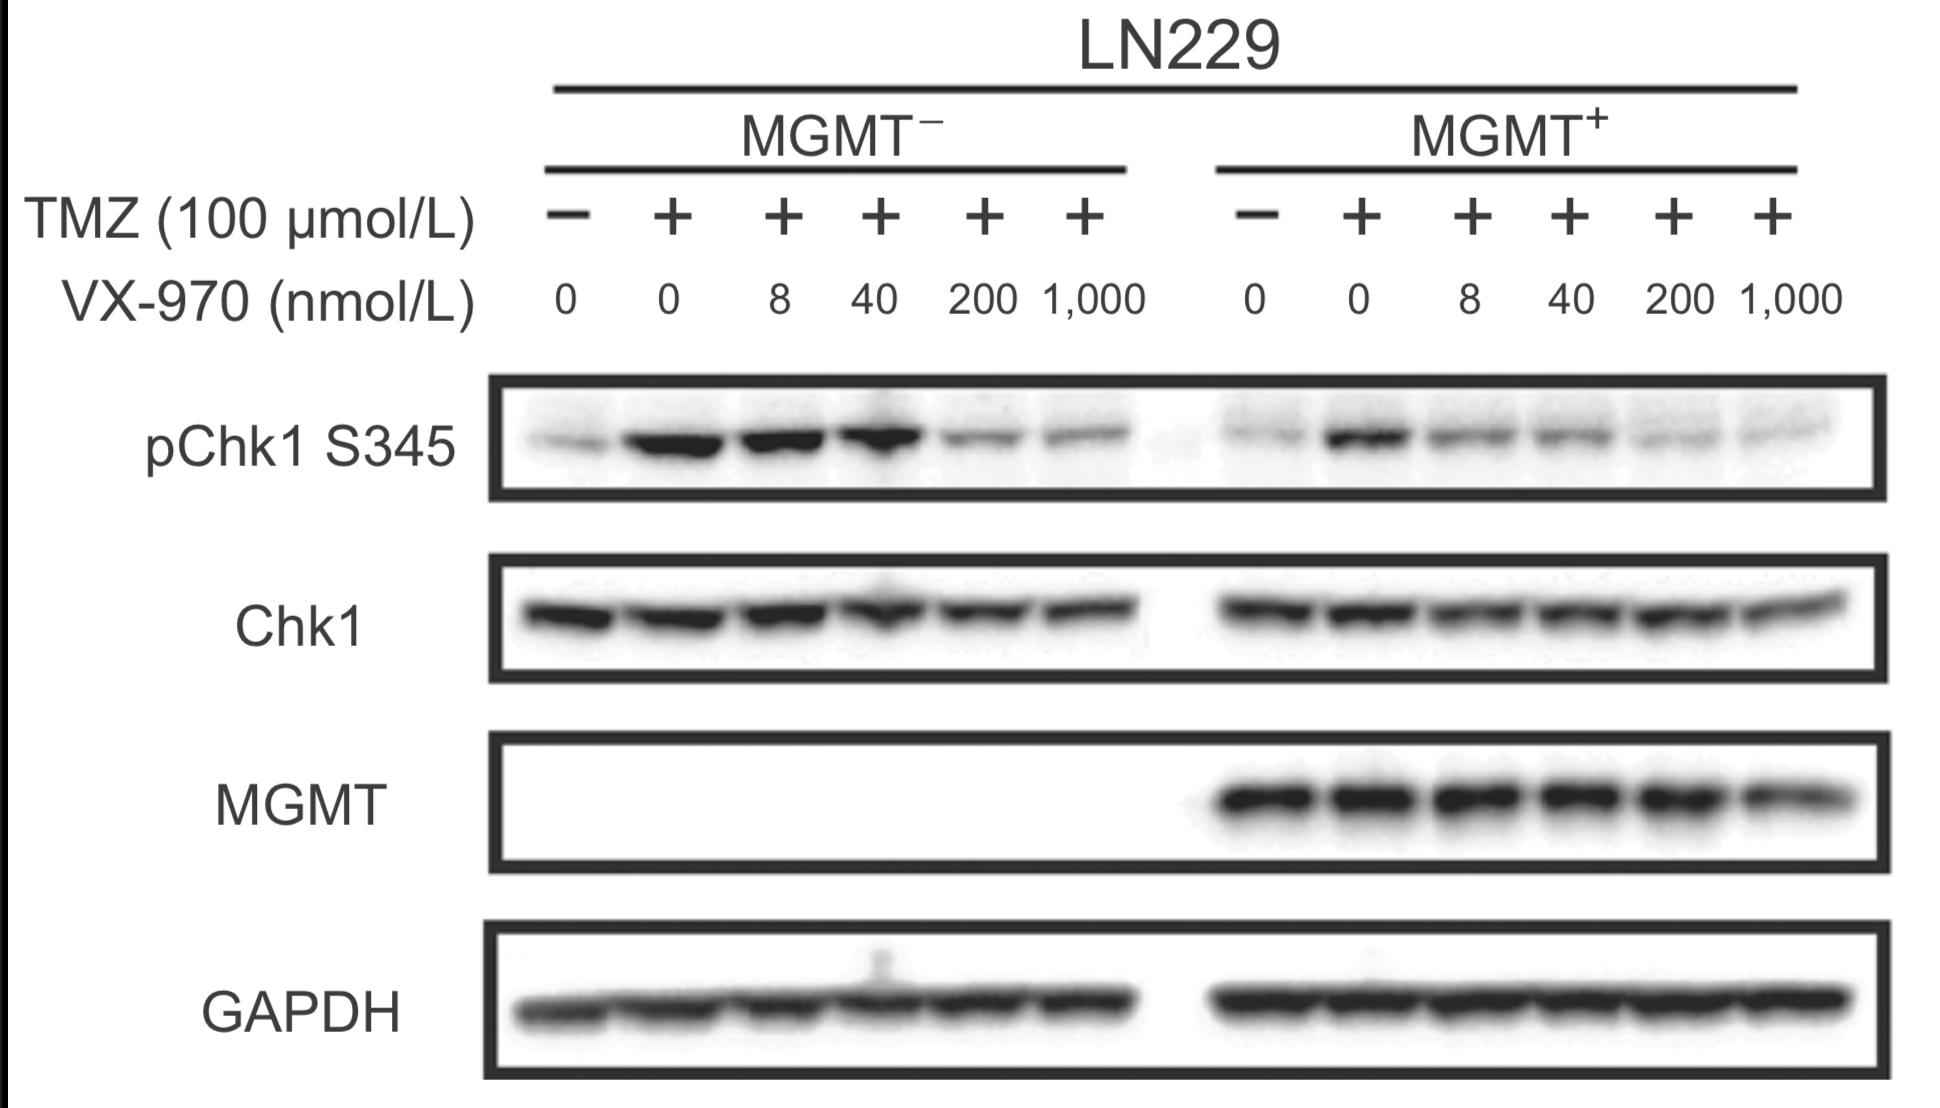 LN229
MGMT⁻ MGMT⁺
TMZ (100 µmol/L) − + + + + + − + + + + +
VX-970 (nmol/L) 0 0 8 40 200 1,000 0 0 8 40 200 1,000
pChk1 S345
Chk1
MGMT
GAPDH